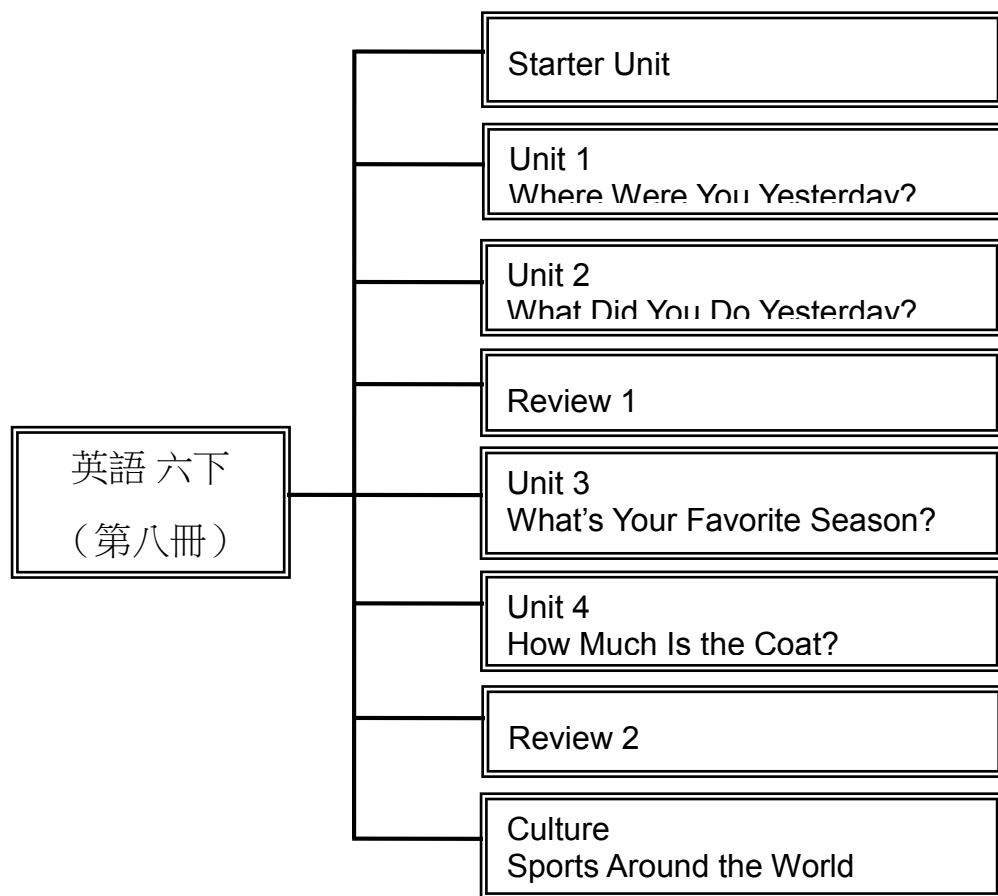 Starter Unit
Unit 1
Where Were You Yesterday?
Unit 2
What Did You Do Yesterday?
Review 1
英語 六下
（第八冊）
Unit 3
What’s Your Favorite Season?
Unit 4
How Much Is the Coat?
Review 2
Culture
Sports Around the World